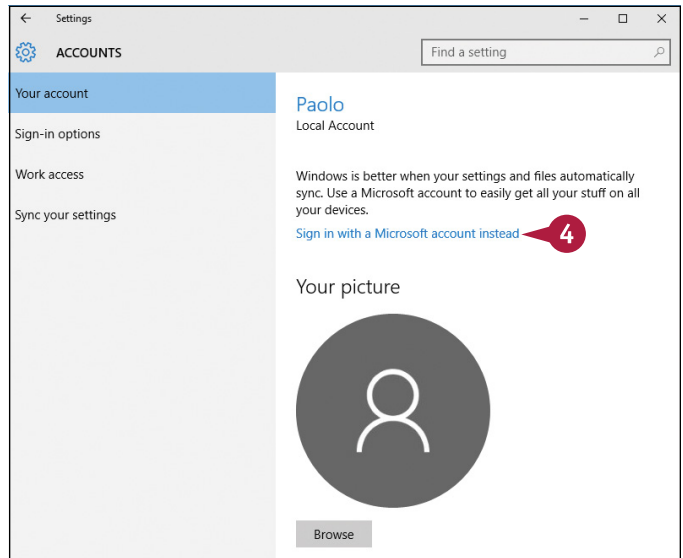 Settings
ACCOUNTS
Find a setting
Your account
Sign-in options
Work access
Sync your settings
Paolo
Local Account
Windows is better when your settings and files automatically
sync. Use a Microsoft account to easily get all your stuff on all
your devices.
Sign in with a Microsoft account instead
4
Your picture
Browse